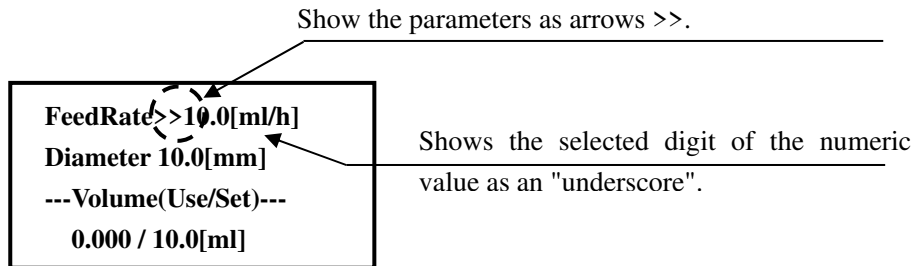 Show the parameters as arrows >>.
FeedRate>>10.0[ml/h]
Diameter 10.0[mm]
---Volume(Use/Set)---
0.000 / 10.0[ml]
Shows the selected digit of the numeric
value as an "underscore".